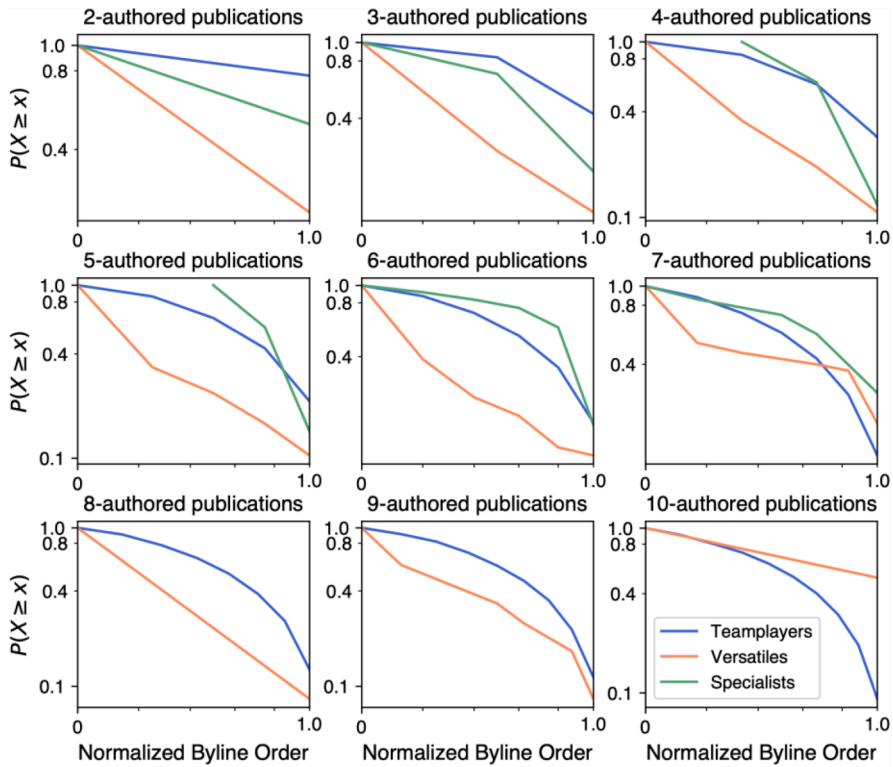 2-authored publications
3-authored publications
4-authored publications
P(X ≥ x)
1.0
0.8
0.4
0
1.0
1.0
0.8
0.4
0
1.0
1.0
0.8
0.4
0.1
0
1.0
5-authored publications
6-authored publications
7-authored publications
P(X ≥ x)
1.0
0.8
0.4
0.1
0
1.0
1.0
0.8
0.4
0
1.0
1.0
0.8
0.4
0
1.0
8-authored publications
9-authored publications
10-authored publications
P(X ≥ x)
1.0
0.8
0.4
0.1
0
1.0
1.0
0.8
0.4
0.1
0
1.0
1.0
0.8
0.4
0.1
0
1.0
Teamplayers
Versatiles
Specialists
Normalized Byline Order
Normalized Byline Order
Normalized Byline Order